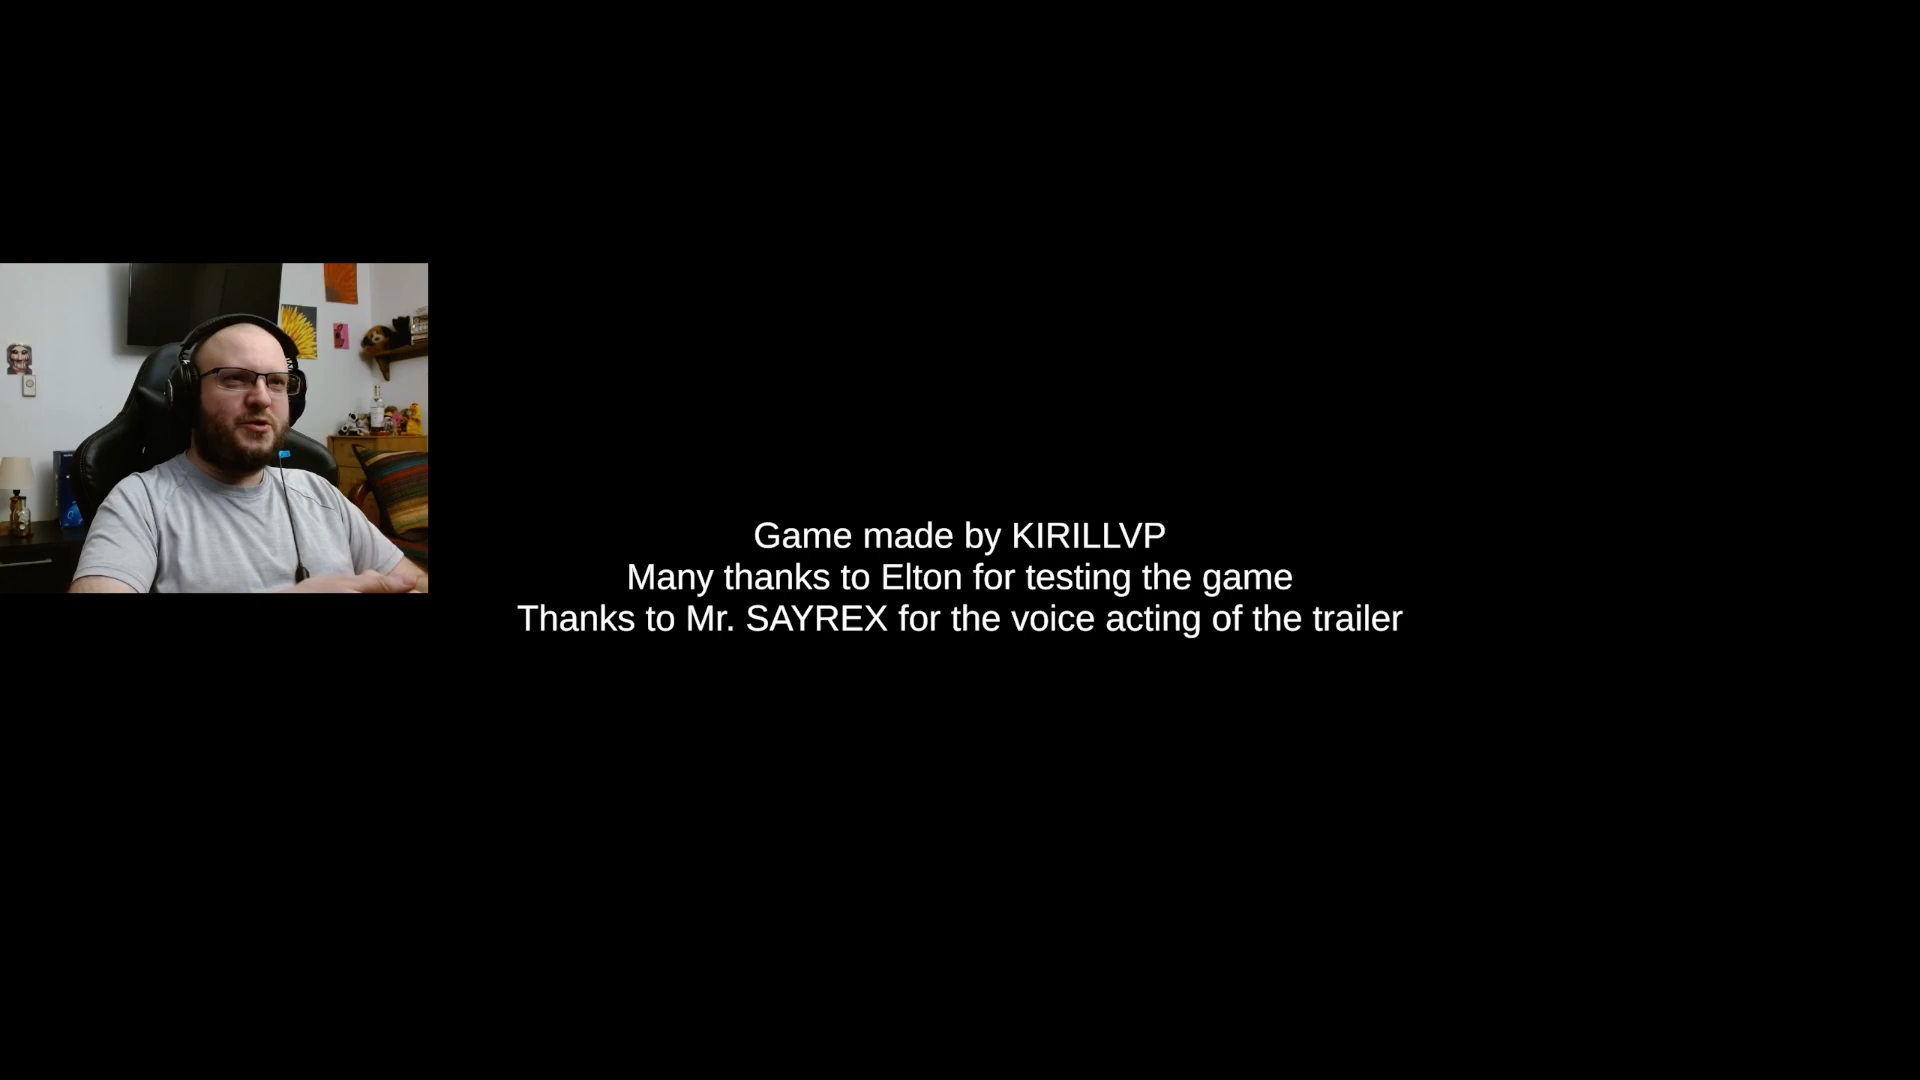 Game made by KIRILLVP
Many thanks to Elton for testing the game
Thanks to Mr. SAYREX for the voice acting of the trailer